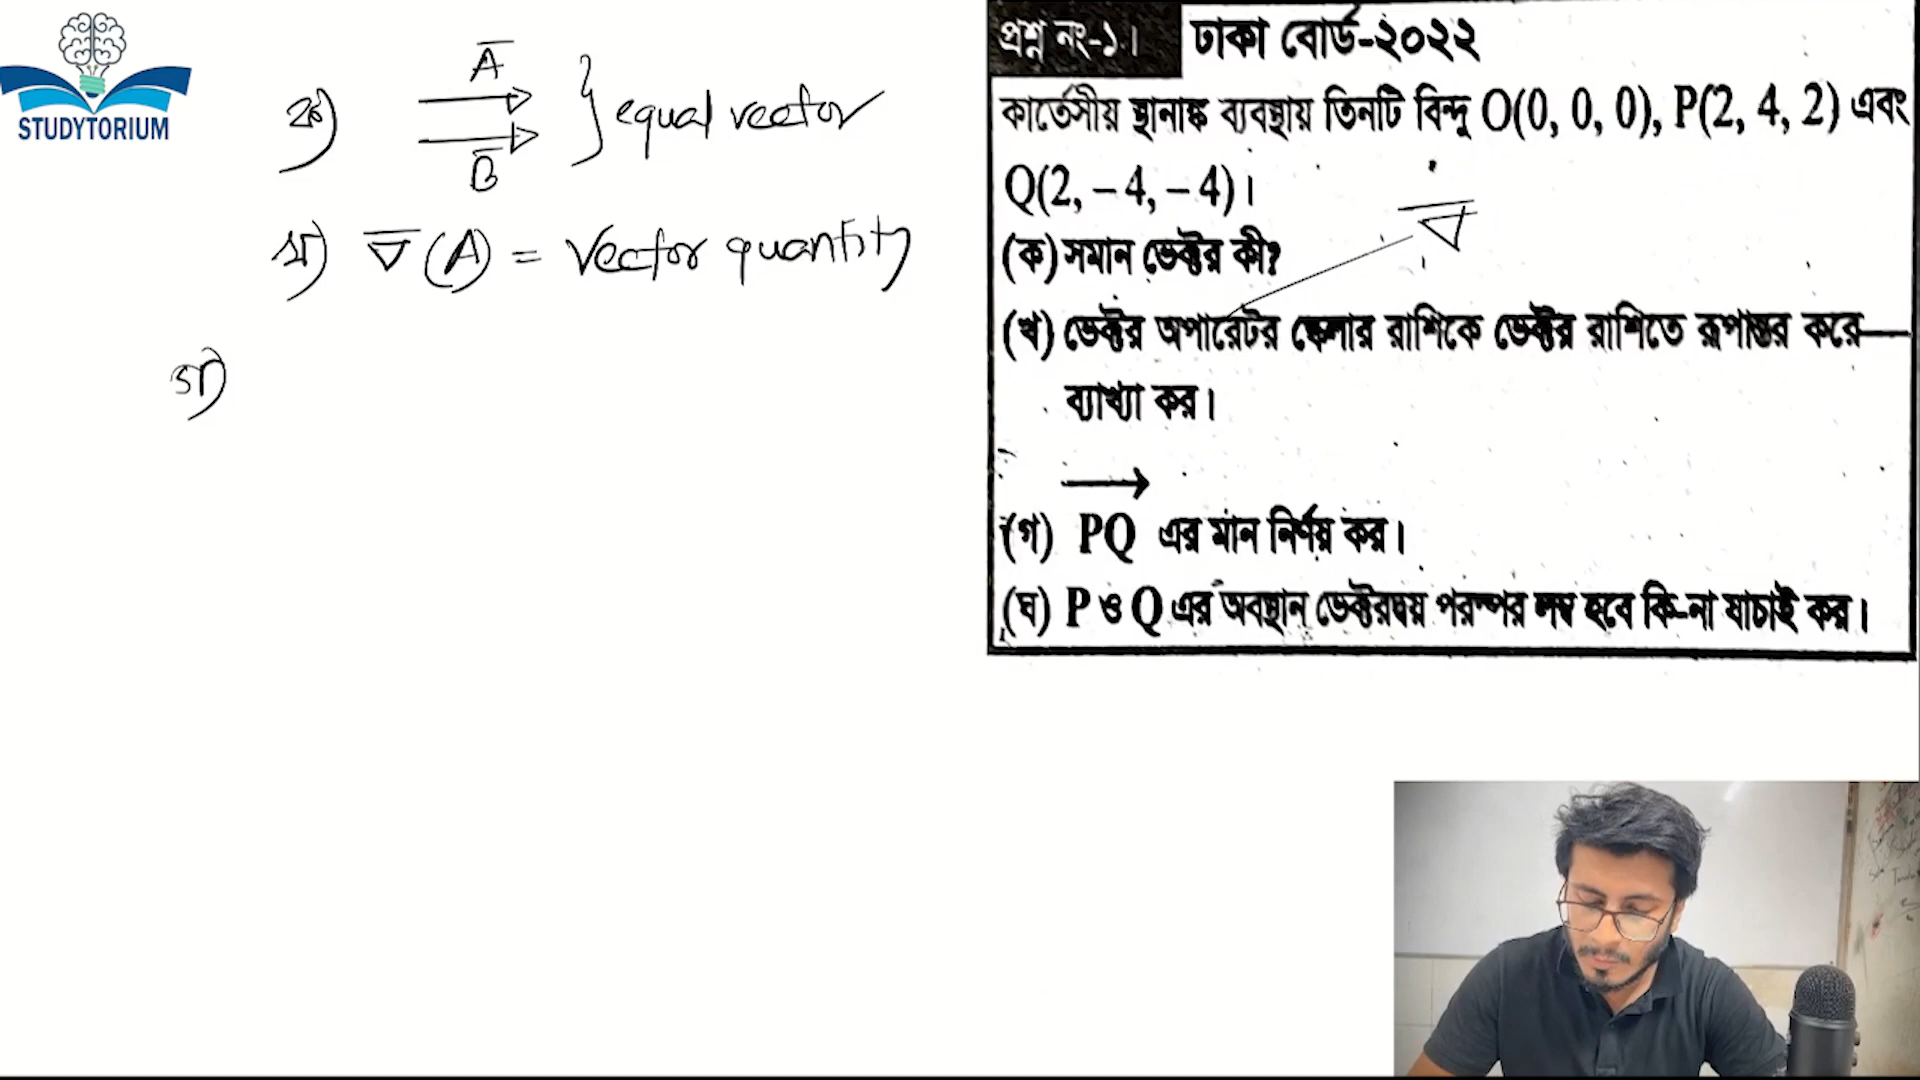 STUDYTORIUM
ক) A B } equal vector
খ) ∇ (A) = Vector quantity
গ)
প্রশ্ন নং-১। ঢাকা বোর্ড-২০২২
কার্তেসীয় স্থানাঙ্ক ব্যবস্থায় তিনটি বিন্দু O(0, 0, 0), P(2, 4, 2) এবং
Q(2, – 4, – 4)।
∇
(ক) সমান ভেক্টর কী?
(খ) ভেক্টর অপারেটর স্কেলার রাশিকে ভেক্টর রাশিতে রূপান্তর করে—
ব্যাখ্যা কর।
(গ) PQ এর মান নির্ণয় কর।
(ঘ) P ও Q এর অবস্থান ভেক্টরদ্বয় পরস্পর লম্ব হবে কি-না যাচাই কর।